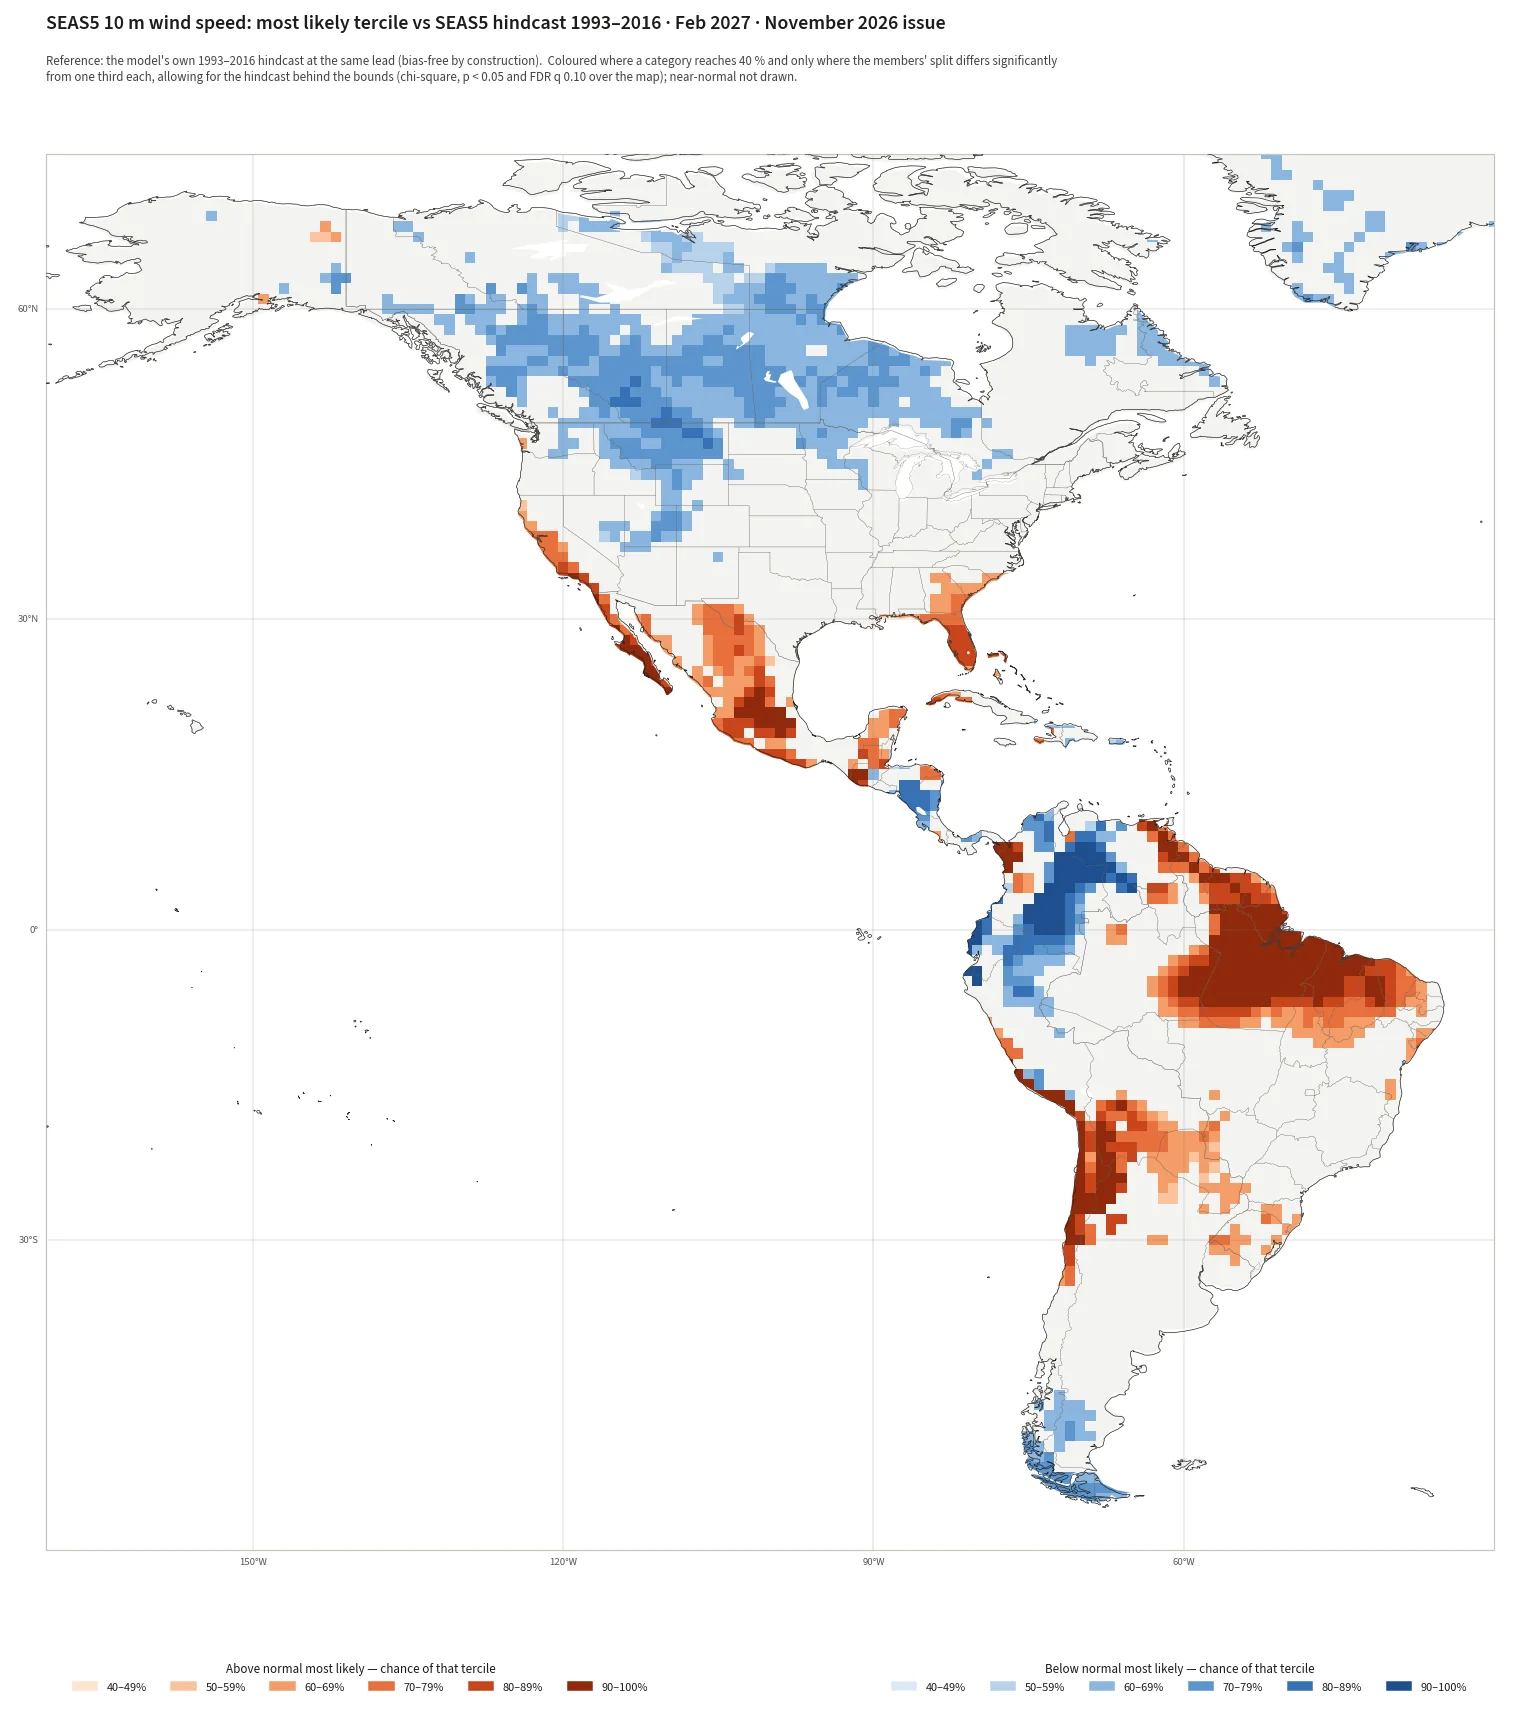 SEAS5 10 m wind speed: most likely tercile vs SEAS5 hindcast 1993–2016 · Feb 2027 · November 2026 issue
Reference: the model's own 1993–2016 hindcast at the same lead (bias-free by construction). Coloured where a category reaches 40 % and only where the members' split differs significantly
from one third each, allowing for the hindcast behind the bounds (chi-square, p < 0.05 and FDR q 0.10 over the map); near-normal not drawn.
60°N
30°N
0°
30°S
150°W 120°W 90°W 60°W
Above normal most likely — chance of that tercile
40–49% 50–59% 60–69% 70–79% 80–89% 90–100%
Below normal most likely — chance of that tercile
40–49% 50–59% 60–69% 70–79% 80–89% 90–100%